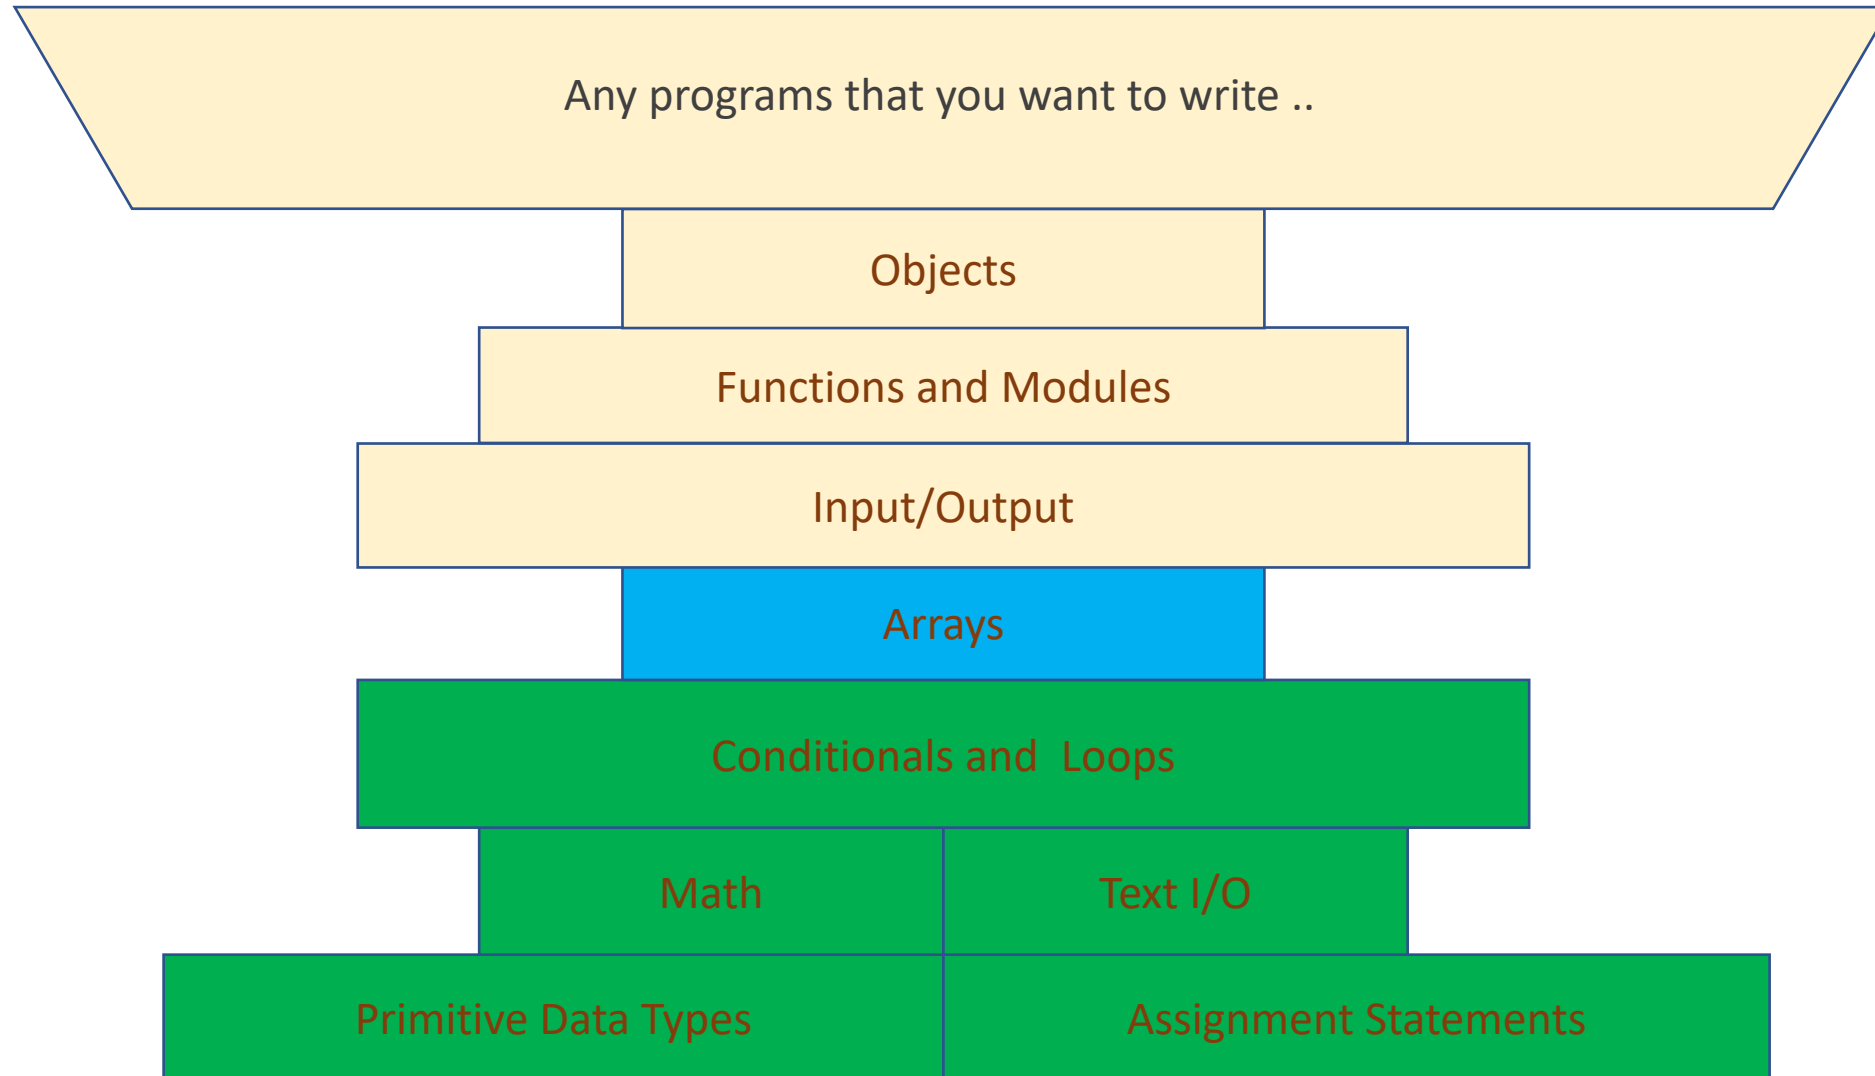 Any programs that you want to write ..
Objects
Functions and Modules
Input/Output
Arrays
Conditionals and  Loops
Math
Text I/O
Primitive Data Types
Assignment Statements